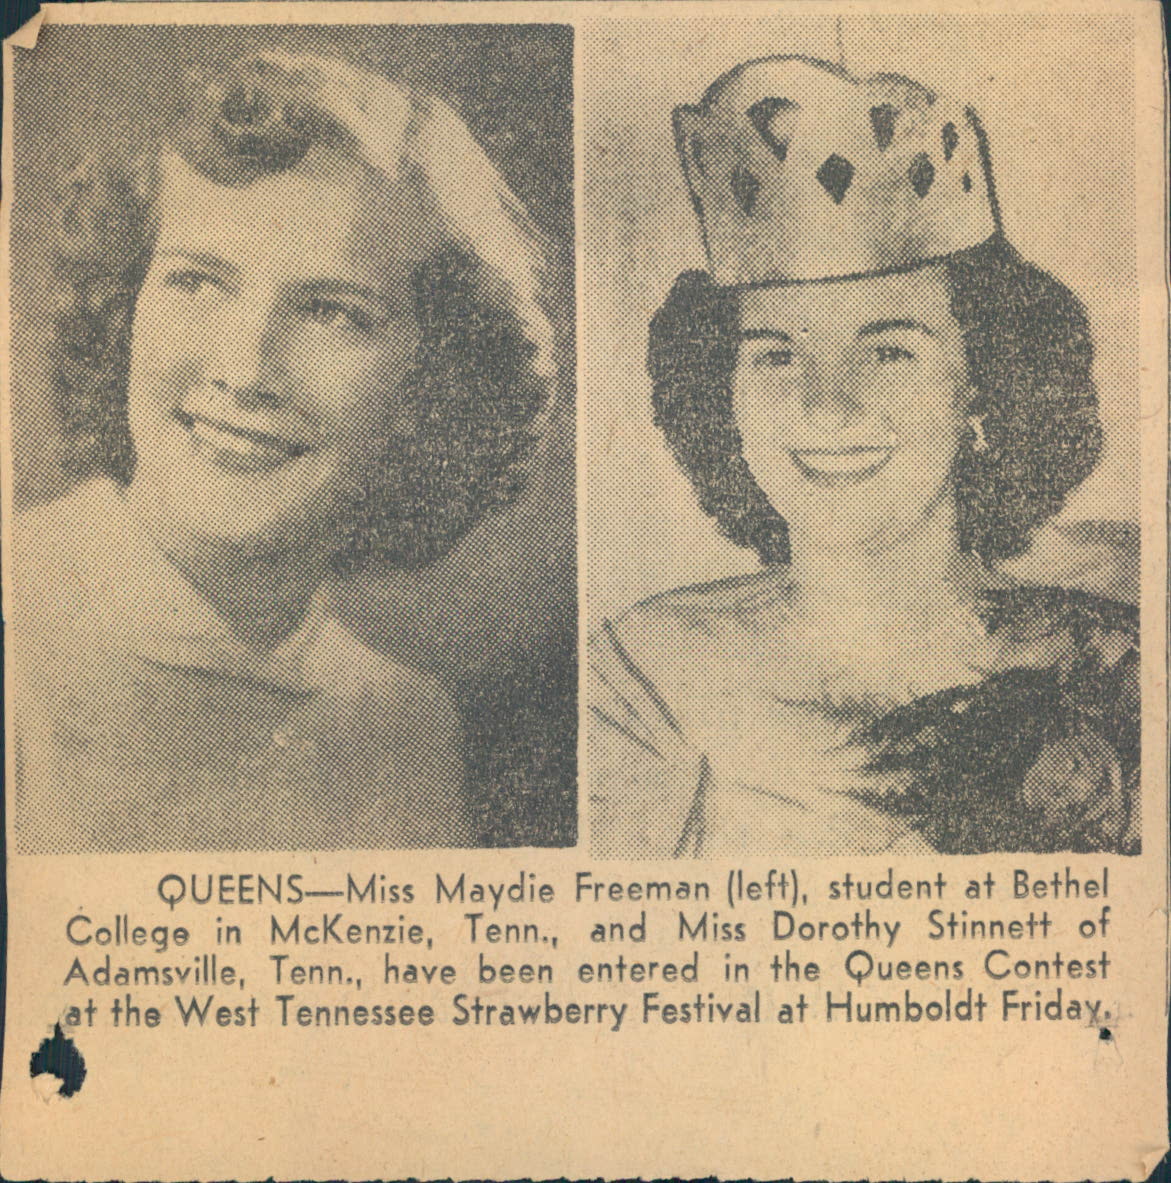 QUEENS—Miss Maydie Freeman (left), student at Bethel
College in McKenzie, Tenn., and Miss Dorothy Stinnett of
Adamsville, Tenn., have been entered in the Queens Contest
at the West Tennessee Strawberry Festival at Humboldt Friday.